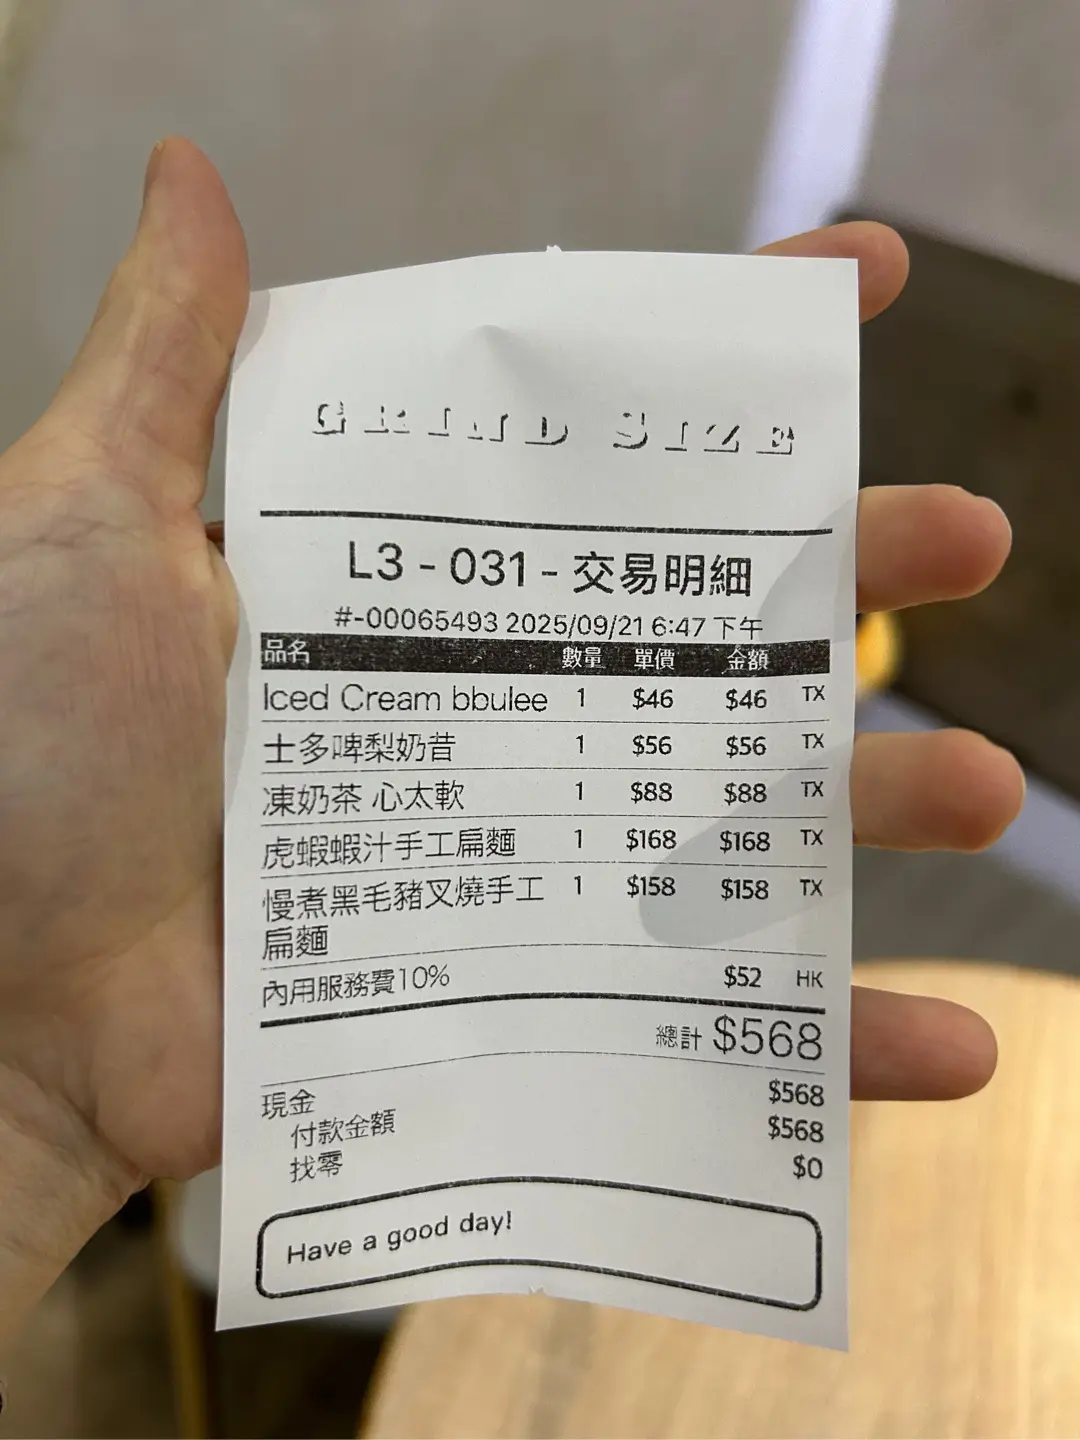 GRIND SIZE
L3 - 031 - 交易明細
#-00065493 2025/09/21 6:47 下午
品名 數量 單價 金額
Iced Cream bbulee 1 $46 $46 TX
士多啤梨奶昔 1 $56 $56 TX
凍奶茶 心太軟 1 $88 $88 TX
虎蝦蝦汁手工扁麵 1 $168 $168 TX
慢煮黑毛豬叉燒手工 1 $158 $158 TX
扁麵
內用服務費10% $52 HK
總計 $568
現金 $568
付款金額 $568
找零 $0
Have a good day!